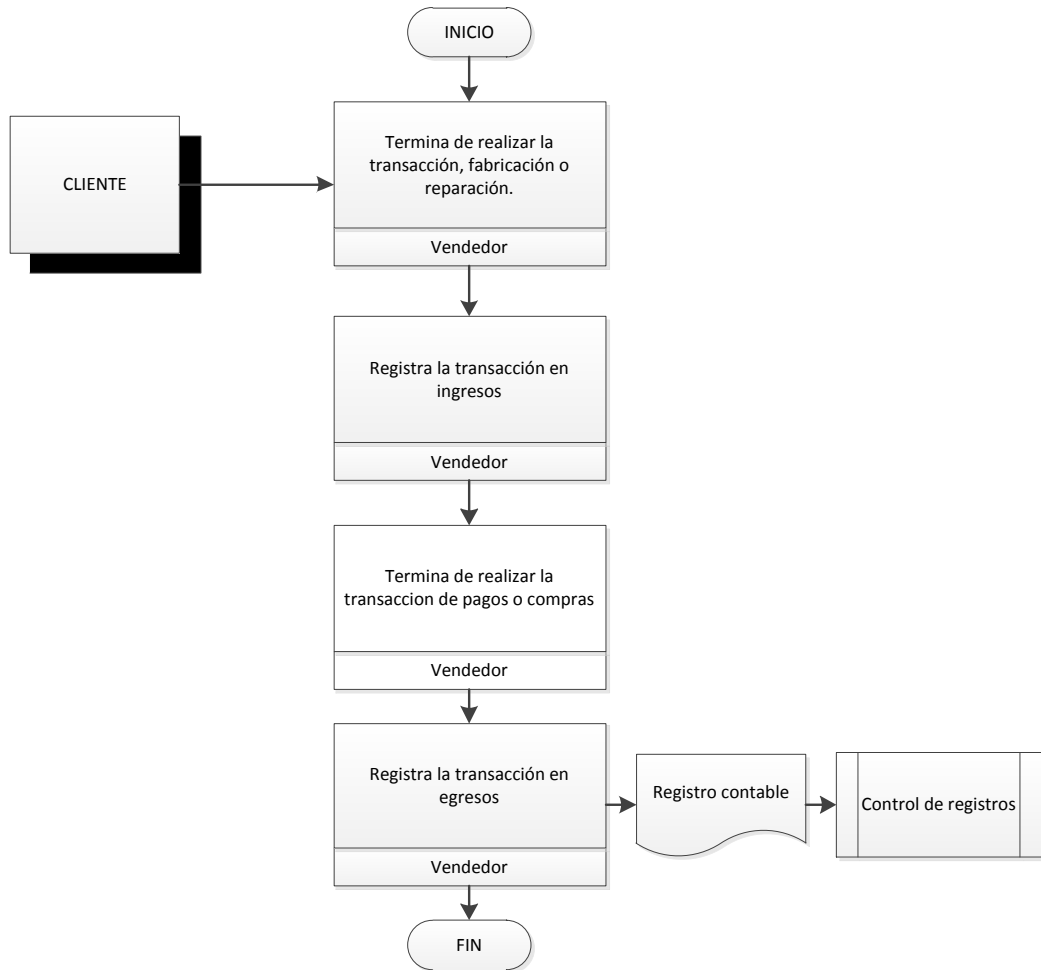 INICIO
CLIENTE
Termina de realizar la
transacción, fabricación o
reparación.
Vendedor
Registra la transacción en
ingresos
Vendedor
Termina de realizar la
transaccion de pagos o compras
Vendedor
Registra la transacción en
egresos
Vendedor
Registro contable
Control de registros
FIN